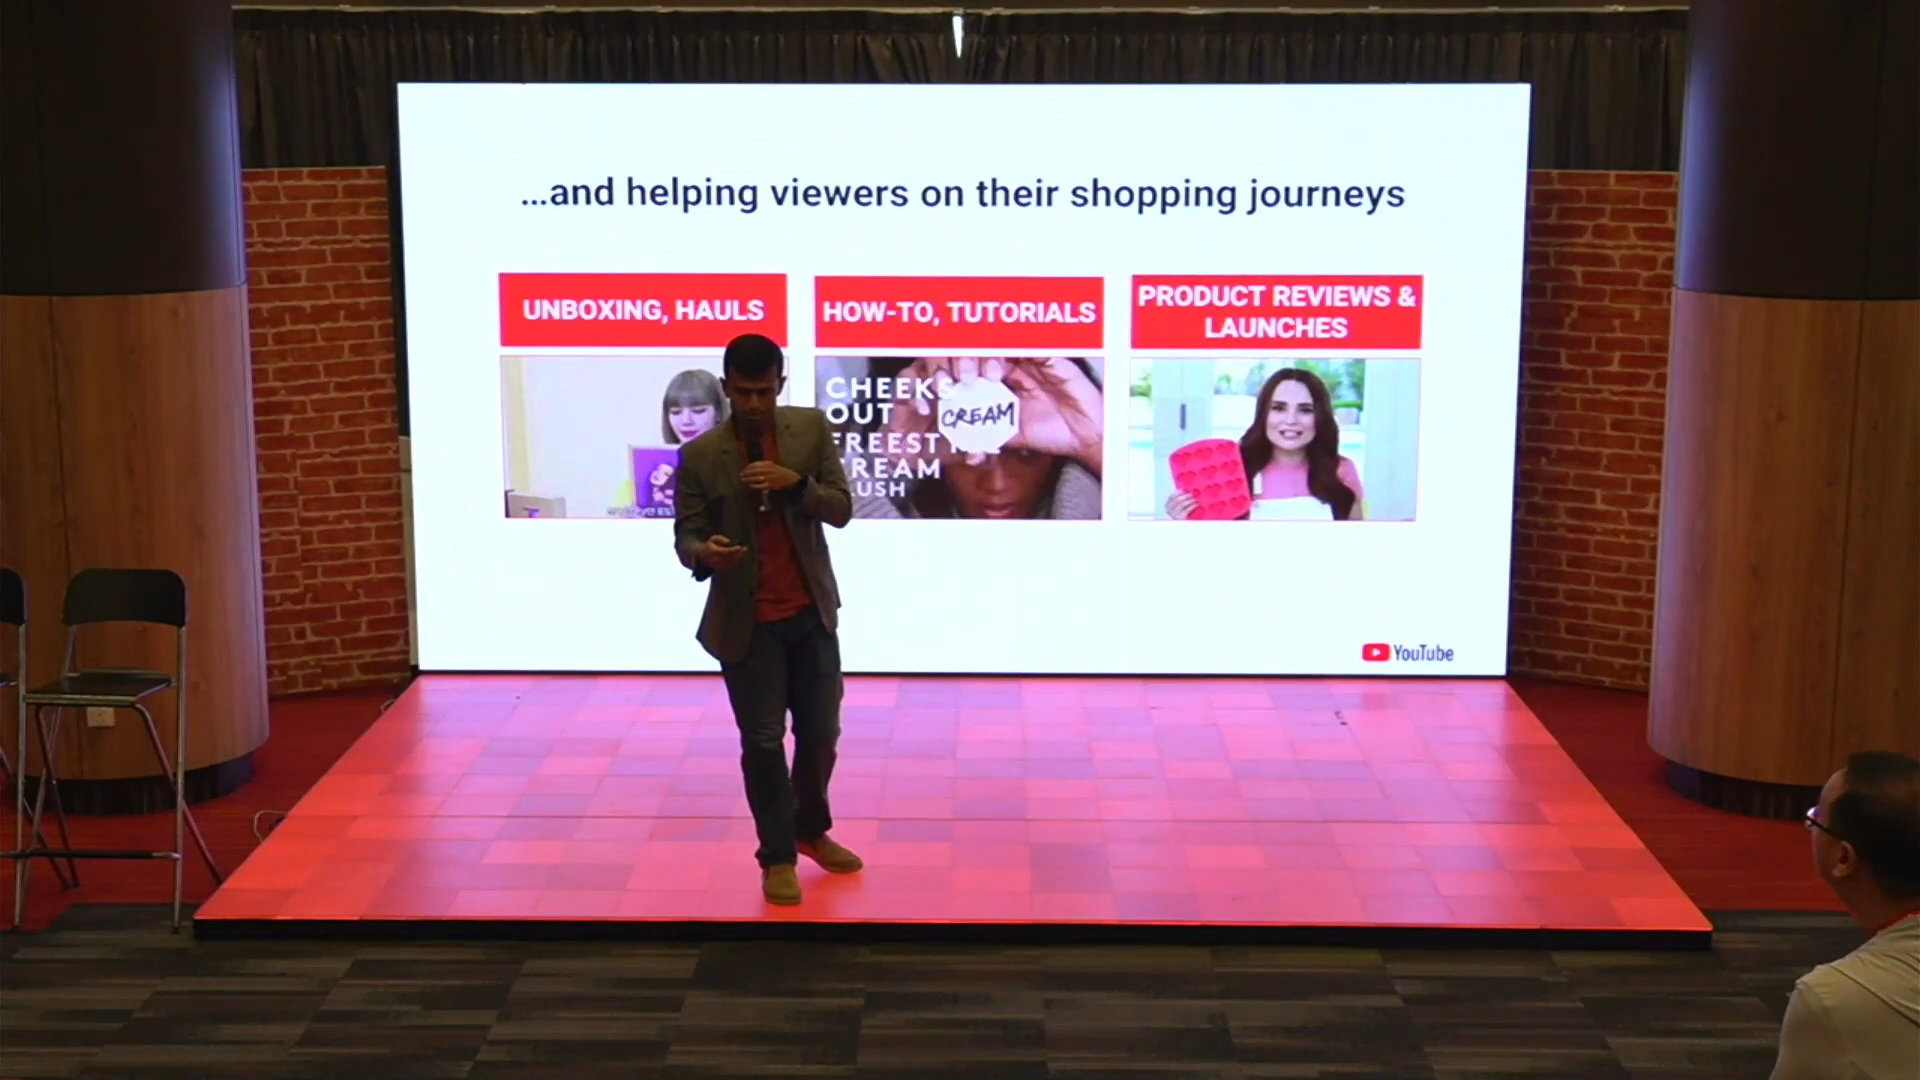 ...and helping viewers on their shopping journeys
UNBOXING, HAULS
HOW-TO, TUTORIALS
PRODUCT REVIEWS &
LAUNCHES
CHEEKS
OUT
FREEST
CREAM
YouTube